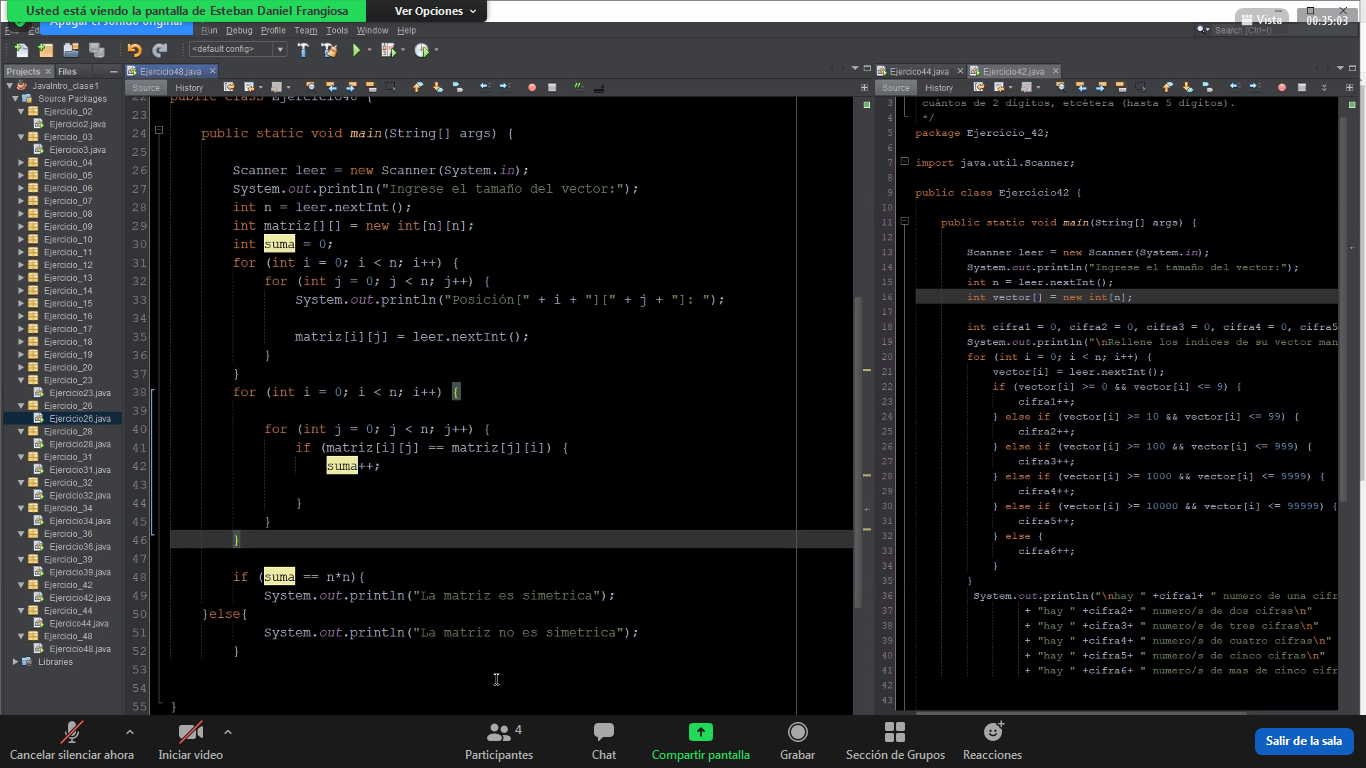 Usted está viendo la pantalla de Esteban Daniel Frangiosa
Ver Opciones
Apagar el sonido original
Vista
00:35:03
Run Debug Profile Team Tools Window Help
Search (Ctrl+I)
<default config>
Projects
Files
JavaIntro_clase1
Source Packages
Ejercicio_02
Ejercicio2.java
Ejercicio_03
Ejercicio3.java
Ejercicio_04
Ejercicio_05
Ejercicio_06
Ejercicio_07
Ejercicio_08
Ejercicio_09
Ejercicio_10
Ejercicio_11
Ejercicio_12
Ejercicio_13
Ejercicio_14
Ejercicio_15
Ejercicio_16
Ejercicio_17
Ejercicio_18
Ejercicio_19
Ejercicio_20
Ejercicio_23
Ejercicio23.java
Ejercicio_26
Ejercicio26.java
Ejercicio_28
Ejercicio28.java
Ejercicio_31
Ejercicio31.java
Ejercicio_32
Ejercicio32.java
Ejercicio_34
Ejercicio34.java
Ejercicio_36
Ejercicio36.java
Ejercicio_39
Ejercicio39.java
Ejercicio_42
Ejercicio42.java
Ejercicio_44
Ejercico44.java
Ejercicio_48
Ejercicio48.java
Libraries
Ejercicio48.java
Source History
22 public class Ejercicio48 {
23
24 public static void main(String[] args) {
25
26 Scanner leer = new Scanner(System.in);
27 System.out.println("Ingrese el tamaño del vector:");
28 int n = leer.nextInt();
29 int matriz[][] = new int[n][n];
30 int suma = 0;
31 for (int i = 0; i < n; i++) {
32 for (int j = 0; j < n; j++) {
33 System.out.println("Posición[" + i + "][" + j + "]: ");
34
35 matriz[i][j] = leer.nextInt();
36 }
37 }
38 for (int i = 0; i < n; i++) {
39
40 for (int j = 0; j < n; j++) {
41 if (matriz[i][j] == matriz[j][i]) {
42 suma++;
43
44 }
45 }
46 }
47
48 if (suma == n*n){
49 System.out.println("La matriz es simetrica");
50 }else{
51 System.out.println("La matriz no es simetrica");
52 }
53
54
55 }
Ejercico44.java
Ejercicio42.java
Source History
3 cuántos de 2 dígitos, etcétera (hasta 5 dígitos).
4 */
5 package Ejercicio_42;
6
7 import java.util.Scanner;
8
9 public class Ejercicio42 {
10
11 public static void main(String[] args) {
12
13 Scanner leer = new Scanner(System.in);
14 System.out.println("Ingrese el tamaño del vector:");
15 int n = leer.nextInt();
16 int vector[] = new int[n];
17
18 int cifra1 = 0, cifra2 = 0, cifra3 = 0, cifra4 = 0, cifra5
19 System.out.println("\nRellene los indices de su vector man
20 for (int i = 0; i < n; i++) {
21 vector[i] = leer.nextInt();
22 if (vector[i] >= 0 && vector[i] <= 9) {
23 cifra1++;
24 } else if (vector[i] >= 10 && vector[i] <= 99) {
25 cifra2++;
26 } else if (vector[i] >= 100 && vector[i] <= 999) {
27 cifra3++;
28 } else if (vector[i] >= 1000 && vector[i] <= 9999) {
29 cifra4++;
30 } else if (vector[i] >= 10000 && vector[i] <= 99999) {
31 cifra5++;
32 } else {
33 cifra6++;
34 }
35 }
36 System.out.println("\nhay " +cifra1+ " numero de una cifr
37 + "hay " +cifra2+ " numero/s de dos cifras\n"
38 + "hay " +cifra3+ " numero/s de tres cifras\n"
39 + "hay " +cifra4+ " numero/s de cuatro cifras\n"
40 + "hay " +cifra5+ " numero/s de cinco cifras\n"
41 + "hay " +cifra6+ " numero/s de mas de cinco cifr
42
43
Cancelar silenciar ahora
Iniciar video
4
Participantes
Chat
Compartir pantalla
Grabar
Sección de Grupos
Reacciones
Salir de la sala